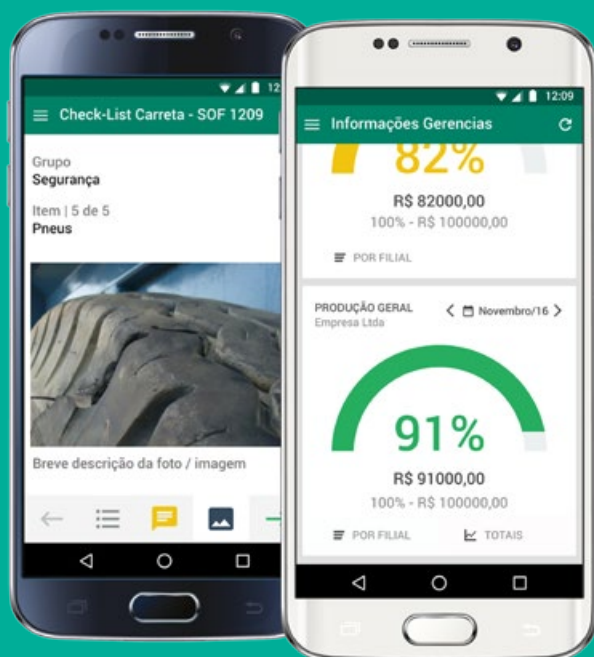 12
Check-List Carreta - SOF 1209
Grupo
Segurança
Item | 5 de 5
Pneus
Breve descrição da foto / imagem
12:09
Informações Gerencias
82%
R$ 82000,00
100% - R$ 100000,00
POR FILIAL
PRODUÇÃO GERAL
Empresa Ltda
Novembro/16
91%
R$ 91000,00
100% - R$ 100000,00
POR FILIAL
TOTAIS